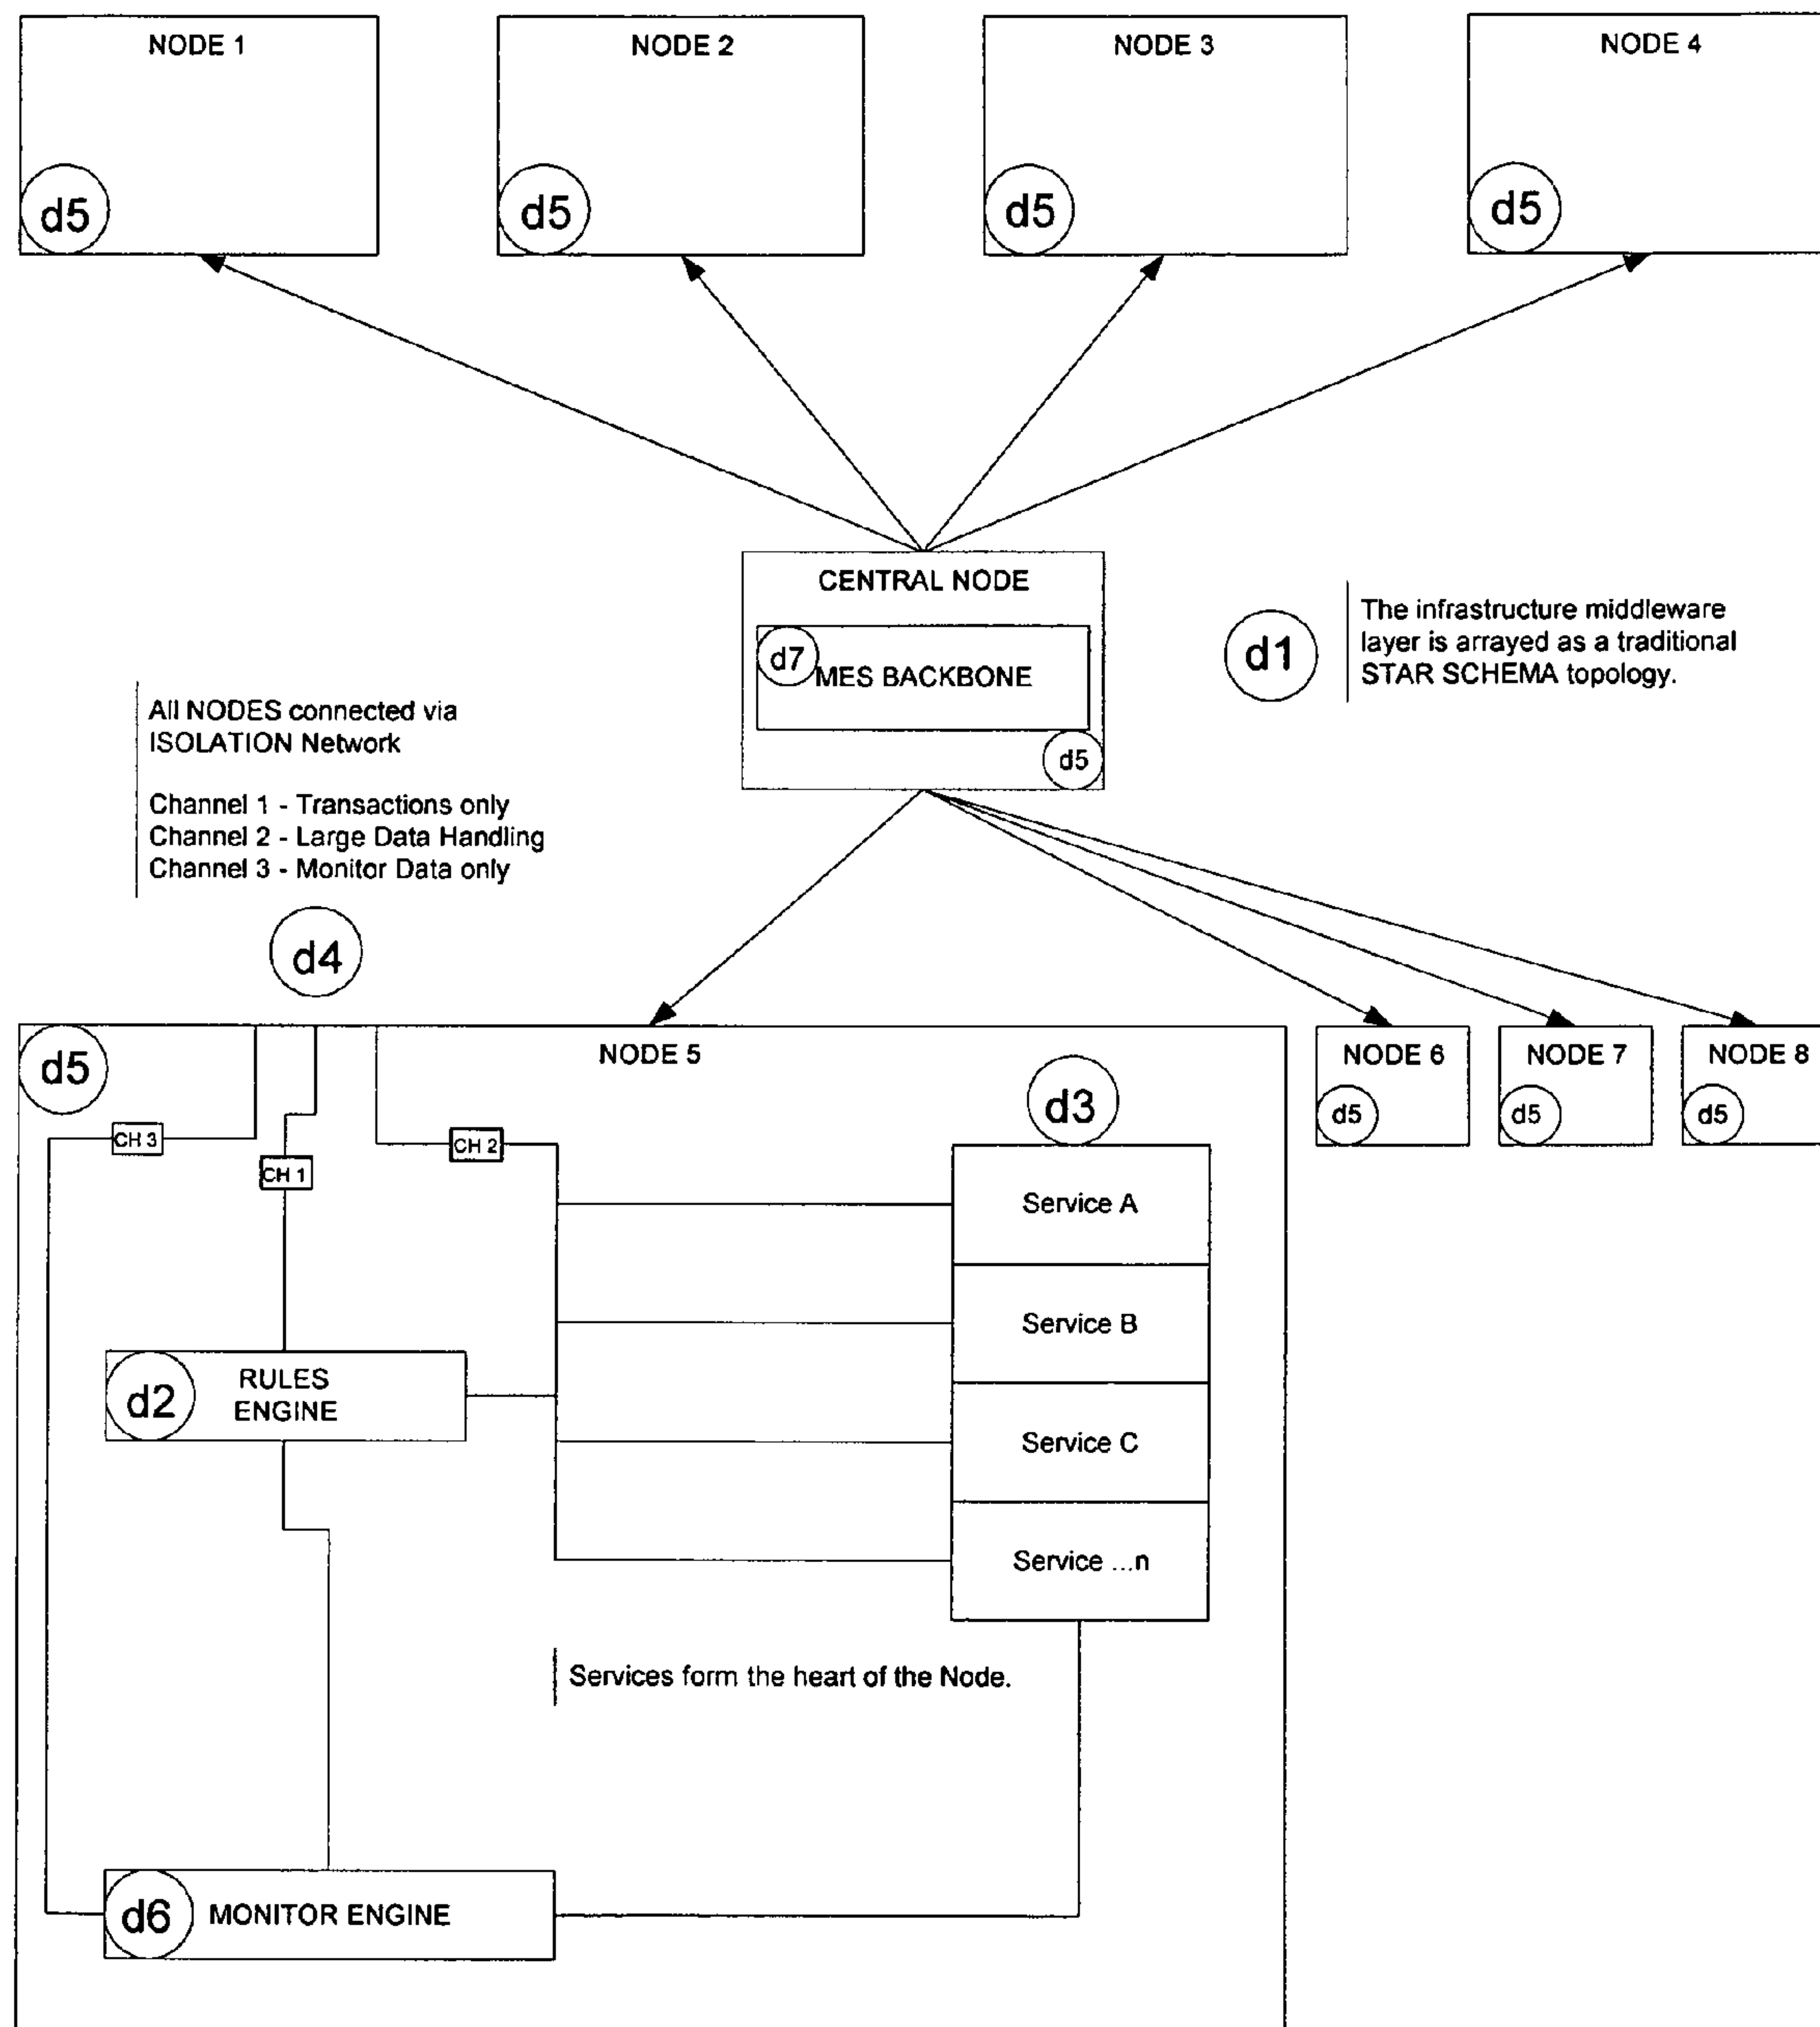 NODE 1
NODE 2
NODE 3
NODE 4
d5
d5
d5
d5
CENTRAL NODE
d7
MES BACKBONE
d5
d1
The infrastructure middleware
layer is arrayed as a traditional
STAR SCHEMA topology.
All NODES connected via
ISOLATION Network
Channel 1 - Transactions only
Channel 2 - Large Data Handling
Channel 3 - Monitor Data only
d4
d5
NODE 5
d3
NODE 6
d5
NODE 7
d5
NODE 8
d5
CH 3
CH 1
CH 2
Service A
Service B
Service C
Service ...n
d2
RULES
ENGINE
Services form the heart of the Node.
d6
MONITOR ENGINE